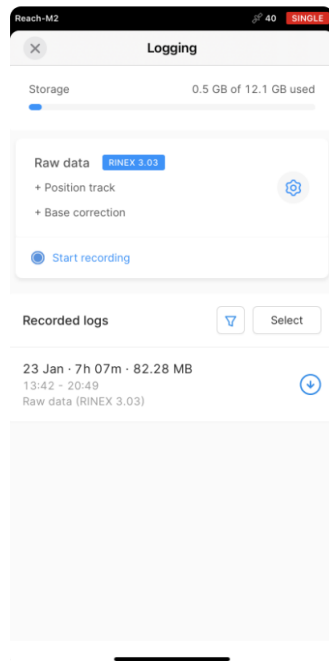 Reach-M2 40 SINGLE
Logging
Storage 0.5 GB of 12.1 GB used
Raw data RINEX 3.03
+ Position track
+ Base correction
Start recording
Recorded logs Select
23 Jan · 7h 07m · 82.28 MB
13:42 - 20:49
Raw data (RINEX 3.03)